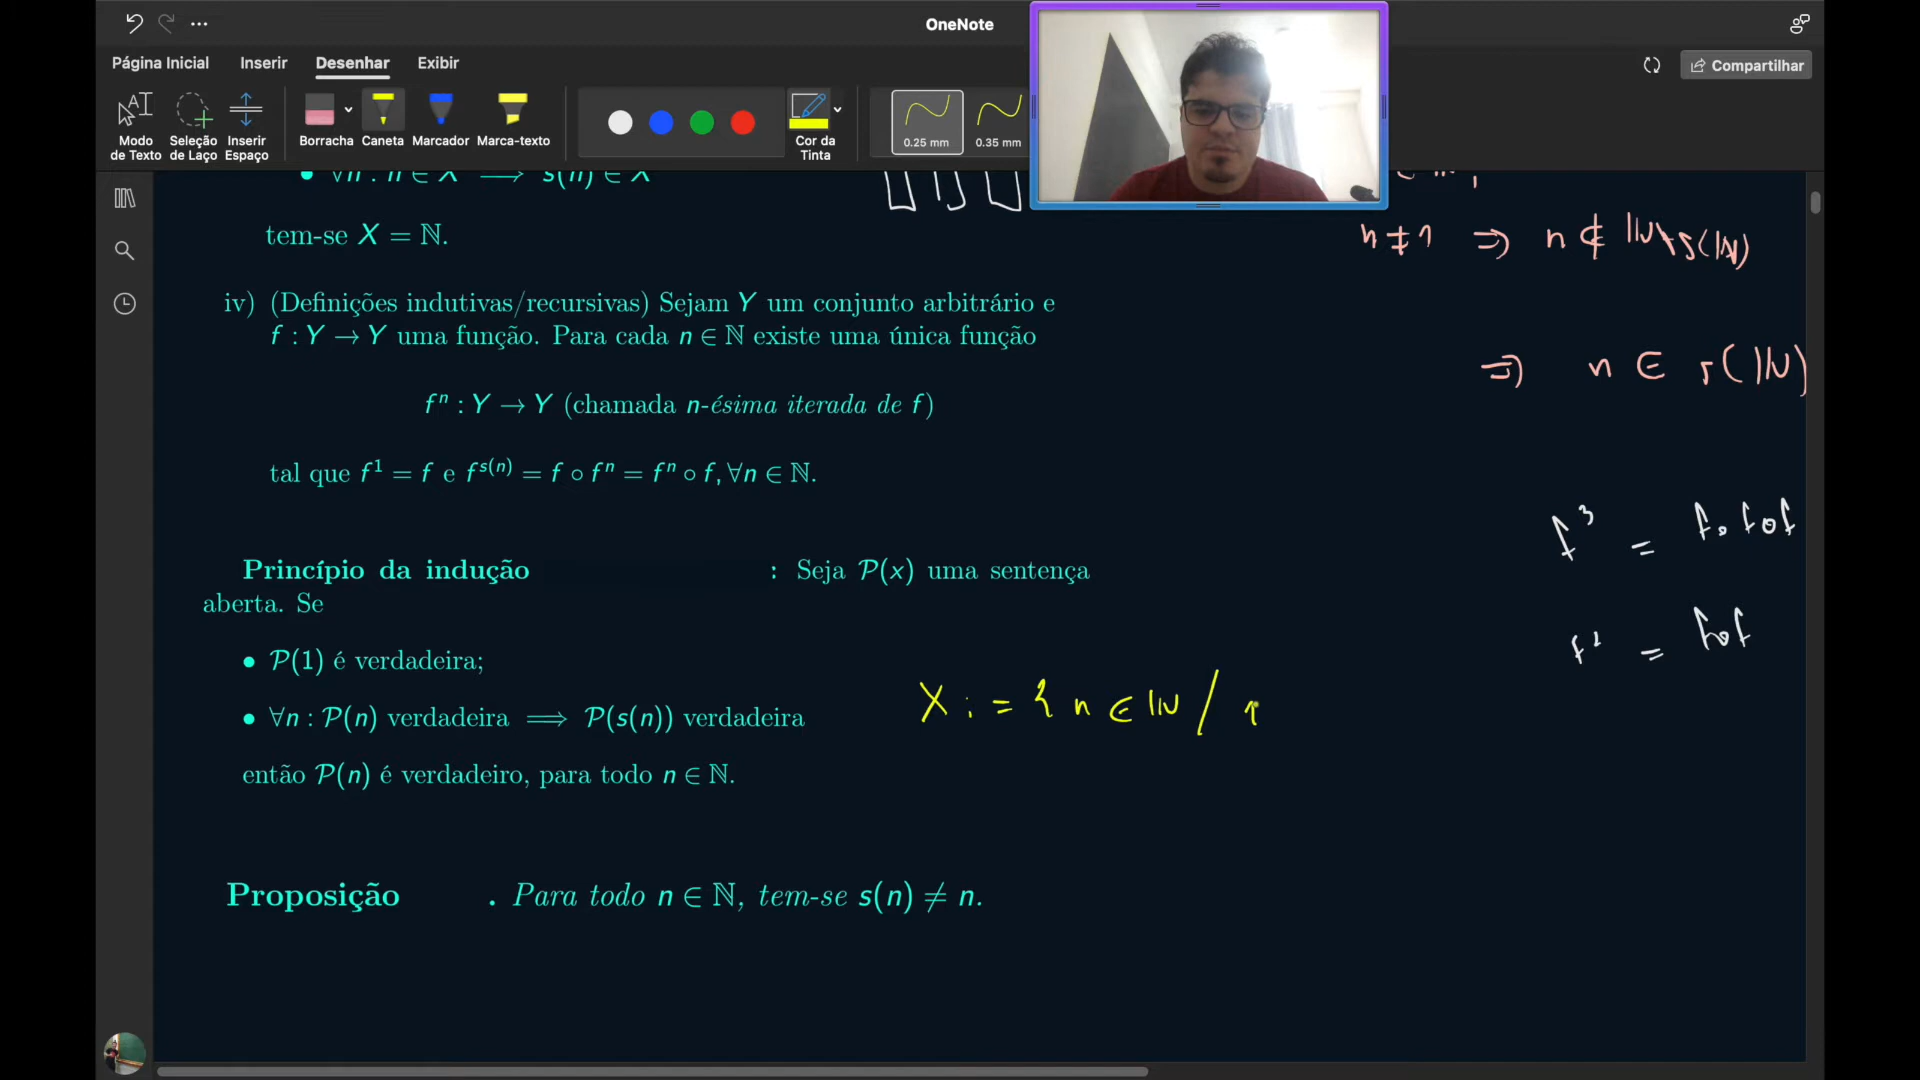 OneNote
Página Inicial Inserir Desenhar Exibir
Compartilhar
Modo de Texto
Seleção de Laço
Inserir Espaço
Borracha
Caneta
Marcador
Marca-texto
Cor da Tinta
0.25 mm
0.35 mm
• ∀n : n ∈ X ⟹ s(n) ∈ X
tem-se X = ℕ.
n ≠ 1 ⇒ n ∉ ℕ\s(ℕ)
iv) (Definições indutivas/recursivas) Sejam Y um conjunto arbitrário e
f : Y → Y uma função. Para cada n ∈ ℕ existe uma única função
⇒ n ∈ s(ℕ)
fⁿ : Y → Y (chamada n-ésima iterada de f)
tal que f¹ = f e f^{s(n)} = f ∘ fⁿ = fⁿ ∘ f, ∀n ∈ ℕ.
f³ = f∘f∘f
Princípio da indução : Seja 𝒫(x) uma sentença
aberta. Se
= f∘f
• 𝒫(1) é verdadeira;
X := { n ∈ ℕ /
• ∀n : 𝒫(n) verdadeira ⟹ 𝒫(s(n)) verdadeira
então 𝒫(n) é verdadeiro, para todo n ∈ ℕ.
Proposição . Para todo n ∈ ℕ, tem-se s(n) ≠ n.